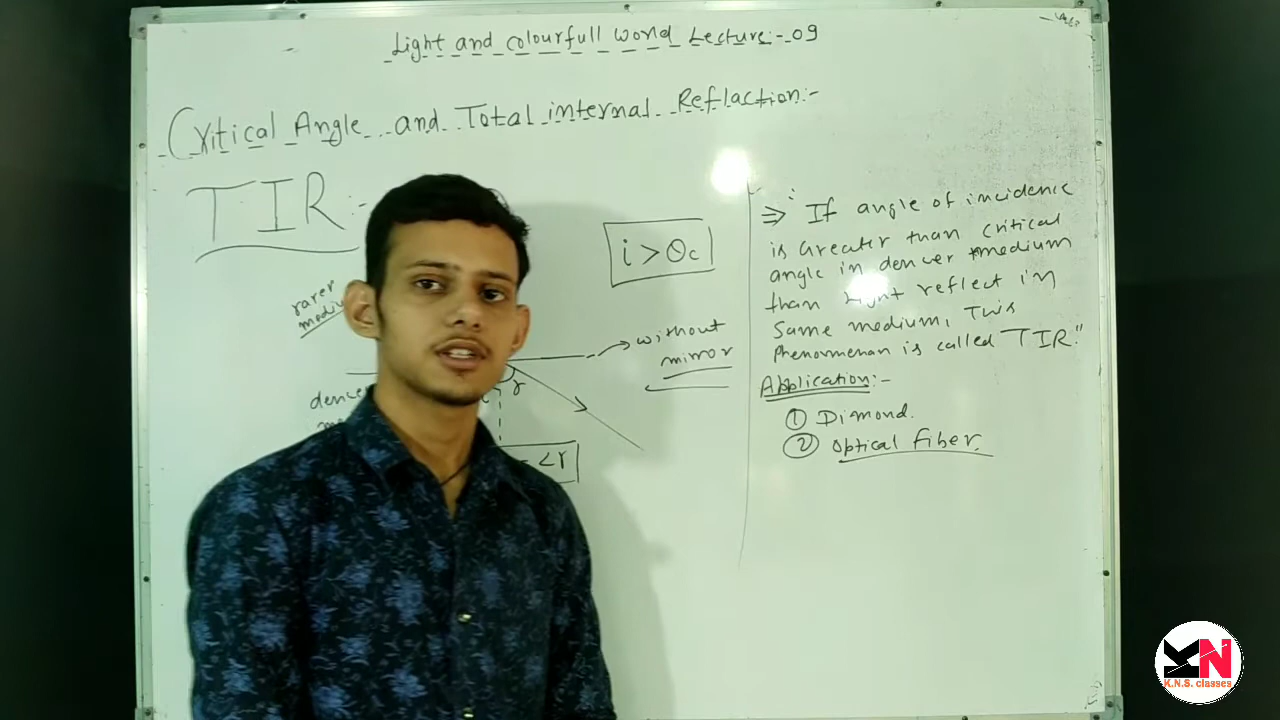 Light and colourfull world Lecture:- 09
Critical Angle and Total internal Reflaction:-
TIR:-
i > θc
rarer
without
mirror
r
<r
⇒ If angle of incidence
is Greater than critical
angle in dencer medium
than Light reflect in
Same medium, This
Phenormenan is called "TIR"
Application:-
① Dimond.
② Optical Fiber.
KN
K.N.S. classes